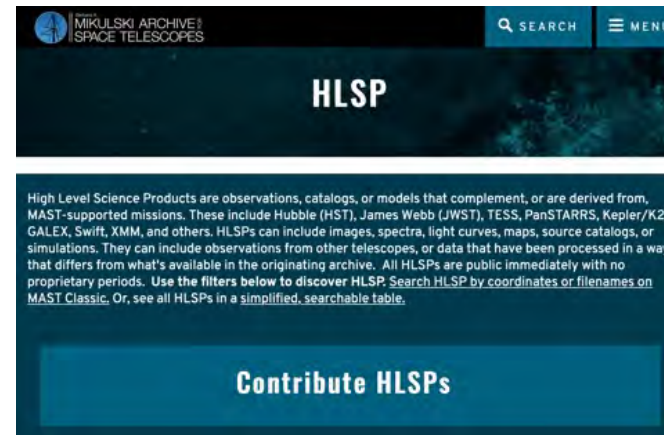 MIKULSKI ARCHIVE
SPACE TELESCOPES
SEARCH
MENU
HLSP
High Level Science Products are observations, catalogs, or models that complement, or are derived from,
MAST-supported missions. These include Hubble (HST), James Webb (JWST), TESS, PanSTARRS, Kepler/K2
GALEX, Swift, XMM, and others. HLSPs can include images, spectra, light curves, maps, source catalogs, or
simulations. They can include observations from other telescopes, or data that have been processed in a way
that differs from what's available in the originating archive. All HLSPs are public immediately with no
proprietary periods. Use the filters below to discover HLSP. Search HLSP by coordinates or filenames on
MAST Classic. Or, see all HLSPs in a simplified, searchable table.
Contribute HLSPs